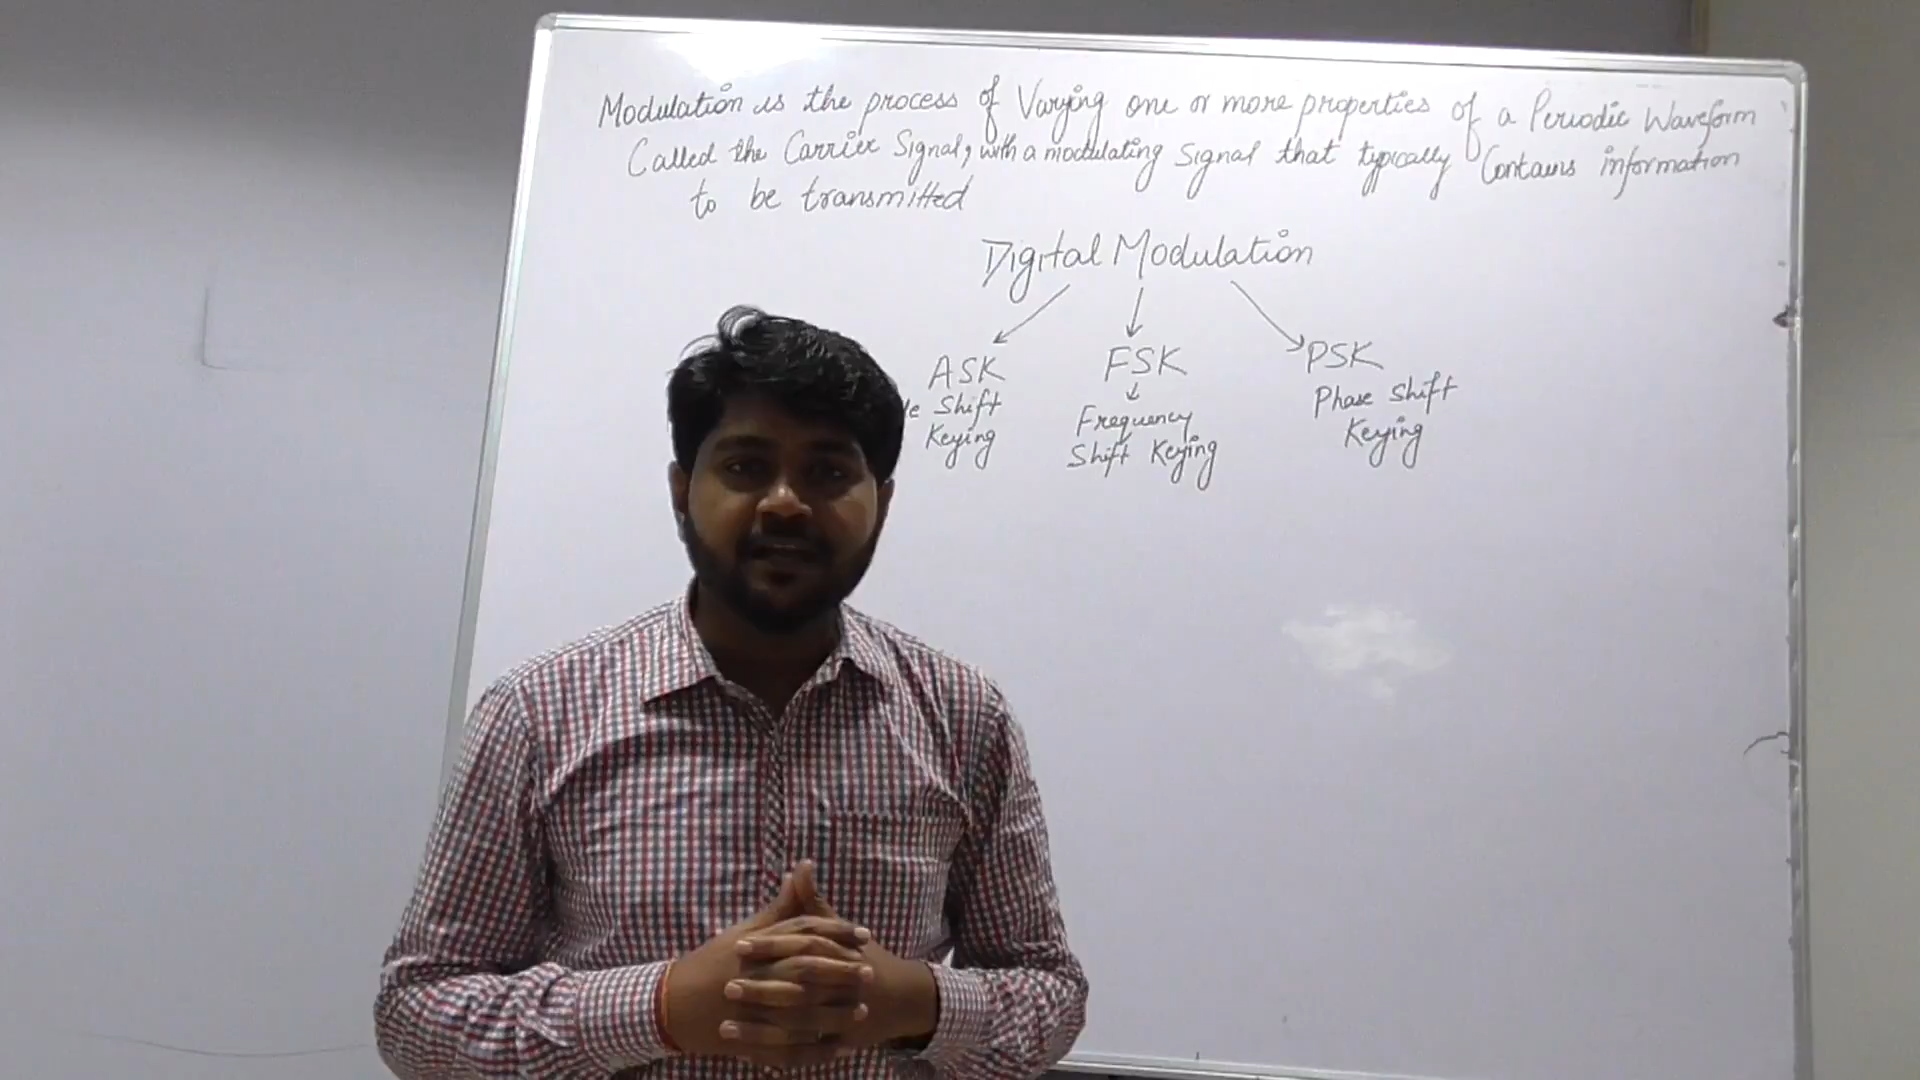 Modulation is the process of Varying one or more properties of a Periodic Waveform
Called the Carrier Signal, with a modulating Signal that typically Contains information
to be transmitted
Digital Modulation
ASK FSK PSK
Shift Frequency Phase Shift
Keying Shift Keying Keying